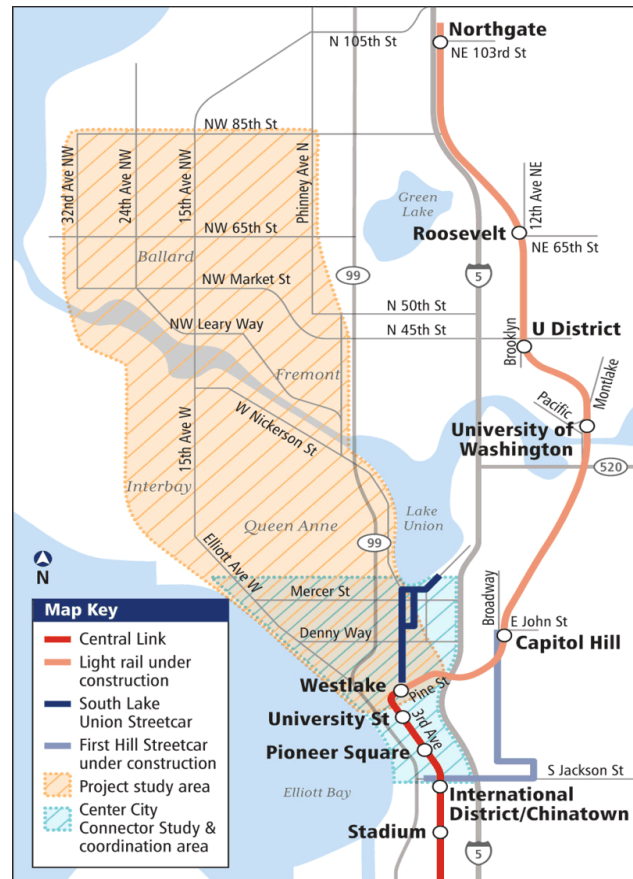 Northgate
N 105th St
NE 103rd St
NW 85th St
32nd Ave NW
24th Ave NW
15th Ave NW
Phinney Ave N
12th Ave NE
Green
Lake
Roosevelt
NE 65th St
NW 65th St
Ballard
99
5
NW Market St
N 50th St
NW Leary Way
N 45th St
U District
Brooklyn
Fremont
Montlake
Pacific
University of
Washington
W Nickerson St
15th Ave W
520
Interbay
Queen Anne
Lake
Union
99
Elliott Ave W
N
Mercer St
Broadway
E John St
Denny Way
Capitol Hill
Westlake
Pine St
University St
3rd Ave
Pioneer Square
S Jackson St
Elliott Bay
International
District/Chinatown
Stadium
5
Map Key
Central Link
Light rail under
construction
South Lake
Union Streetcar
First Hill Streetcar
under construction
Project study area
Center City
Connector Study &
coordination area